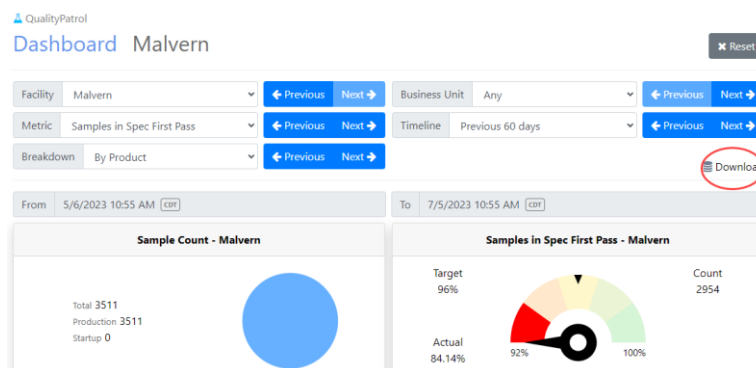 QualityPatrol
Dashboard Malvern
Reset
Facility Malvern Previous Next
Business Unit Any Previous Next
Metric Samples in Spec First Pass Previous Next
Timeline Previous 60 days Previous Next
Breakdown By Product Previous Next
Downloa
From 5/6/2023 10:55 AM CDT
To 7/5/2023 10:55 AM CDT
Sample Count - Malvern
Total 3511
Production 3511
Startup 0
Samples in Spec First Pass - Malvern
Target
96%
Count
2954
Actual
84.14%
92%
100%